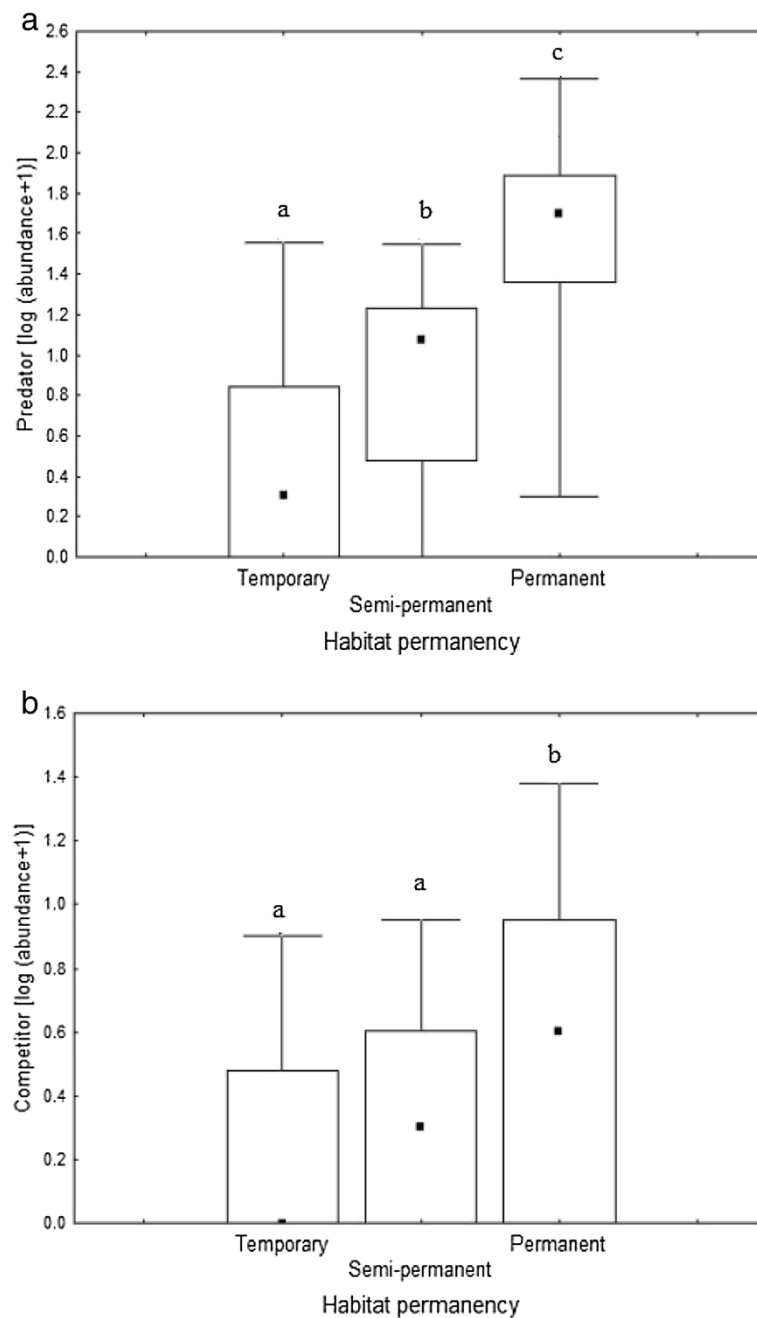 a
Predator [log (abundance+1)]
2.6
2.4
2.2
2.0
1.8
1.6
1.4
1.2
1.0
0.8
0.6
0.4
0.2
0.0
a
b
c
Temporary
Semi-permanent
Permanent
Habitat permanency
b
Competitor [log (abundance+1)]
1.6
1.4
1.2
1.0
0.8
0.6
0.4
0.2
0.0
a
a
b
Temporary
Semi-permanent
Permanent
Habitat permanency